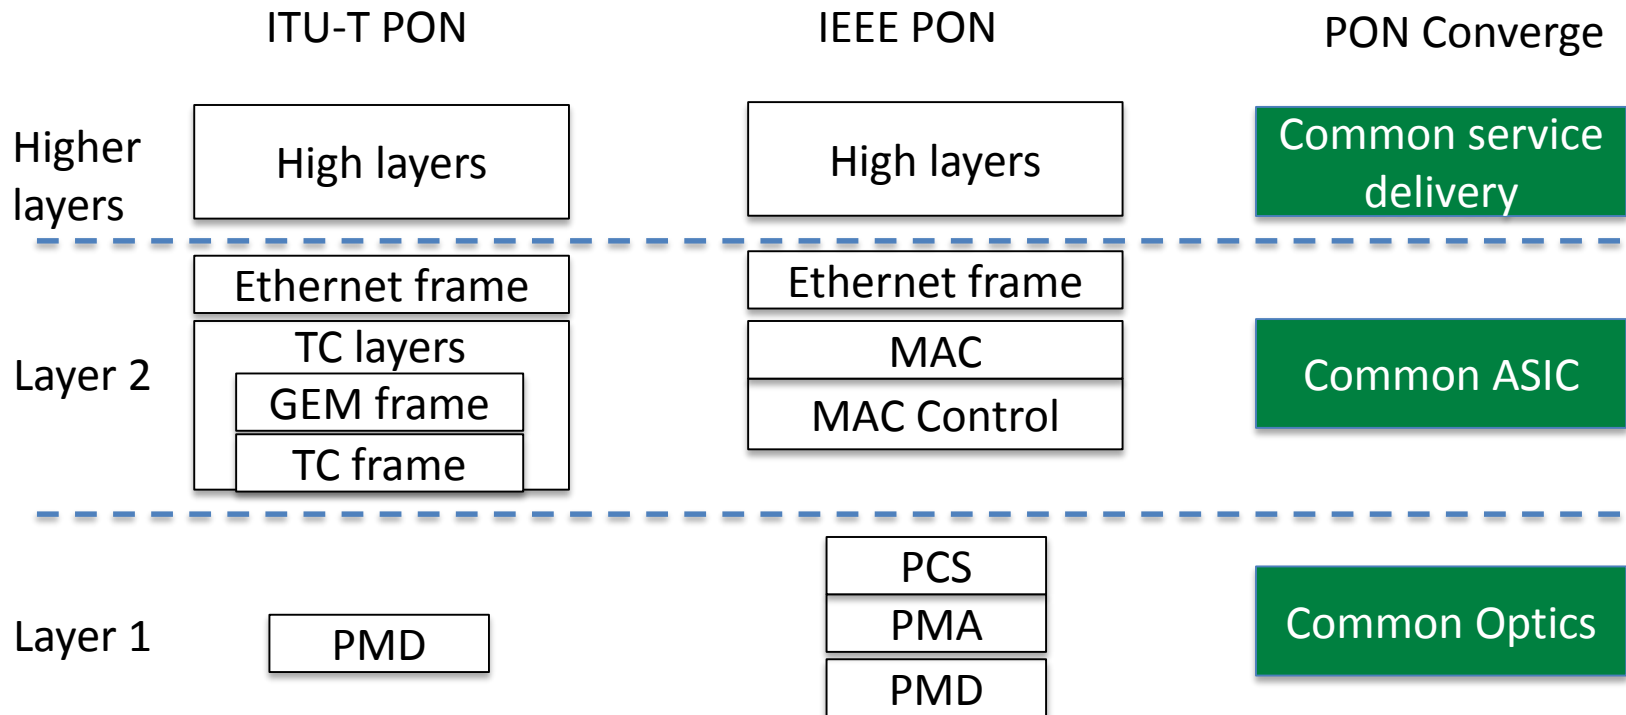 ITU-T PON
IEEE PON
PON Converge
Higher
layers
High layers
High layers
Common service
delivery
Ethernet frame
Ethernet frame
Layer 2
TC layers
GEM frame
TC frame
MAC
MAC Control
Common ASIC
Layer 1
PMD
PCS
PMA
PMD
Common Optics